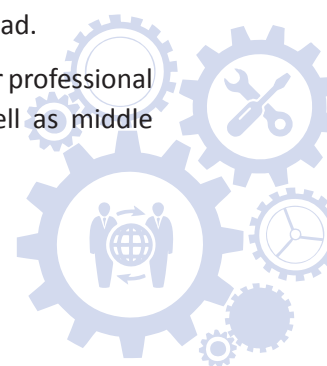 ad.
r professional
ell as middle